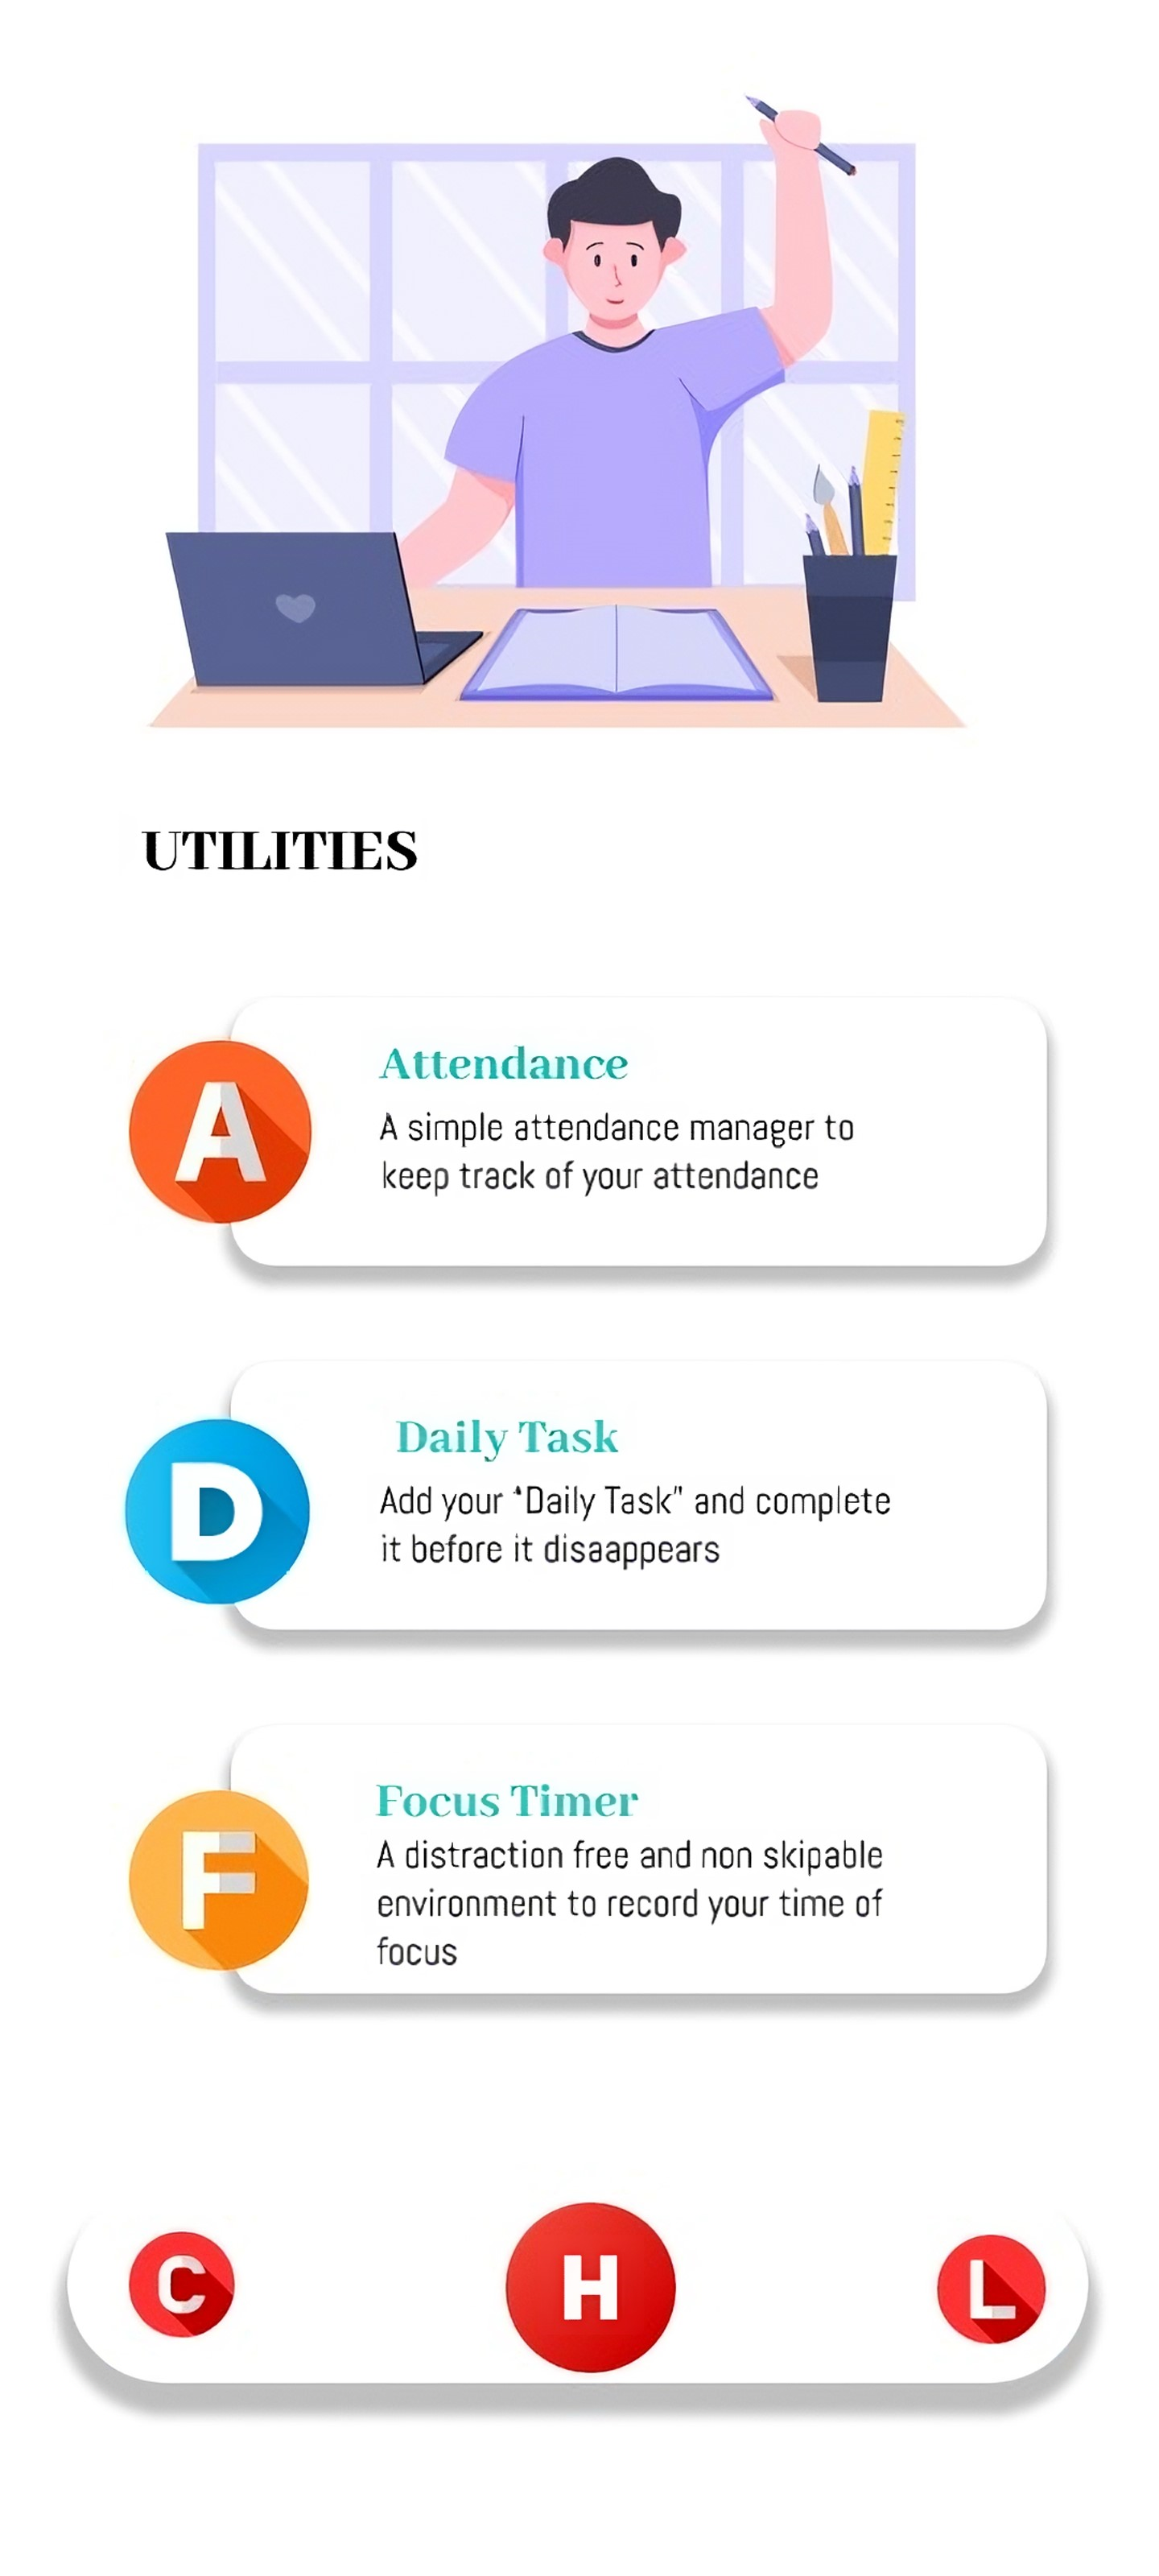 UTILITIES
A
Attendance
A simple attendance manager to
keep track of your attendance
D
Daily Task
Add your "Daily Task" and complete
it before it disaappears
F
Focus Timer
A distraction free and non skipable
environment to record your time of
focus
C
H
L